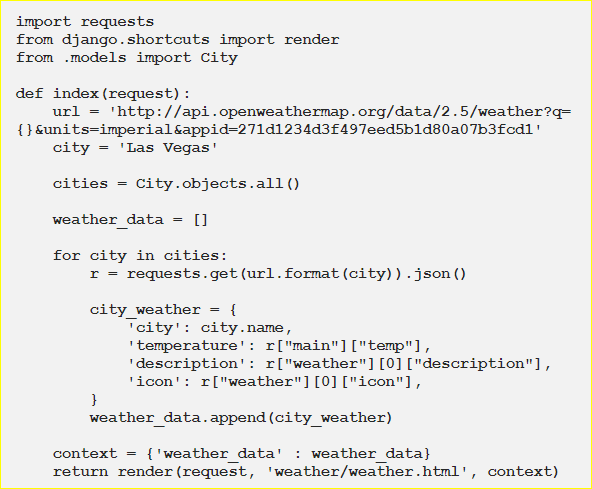 import requests
from django.shortcuts import render
from .models import City
def index(request):
    url = 'http://api.openweathermap.org/data/2.5/weather?q=
{}&units=imperial&appid=271d1234d3f497eed5b1d80a07b3fcd1'
    city = 'Las Vegas'
    cities = City.objects.all()
    weather_data = []
    for city in cities:
        r = requests.get(url.format(city)).json()
        city_weather = {
            'city': city.name,
            'temperature': r["main"]["temp"],
            'description': r["weather"][0]["description"],
            'icon': r["weather"][0]["icon"],
        }
        weather_data.append(city_weather)
    context = {'weather_data' : weather_data}
    return render(request, 'weather/weather.html', context)